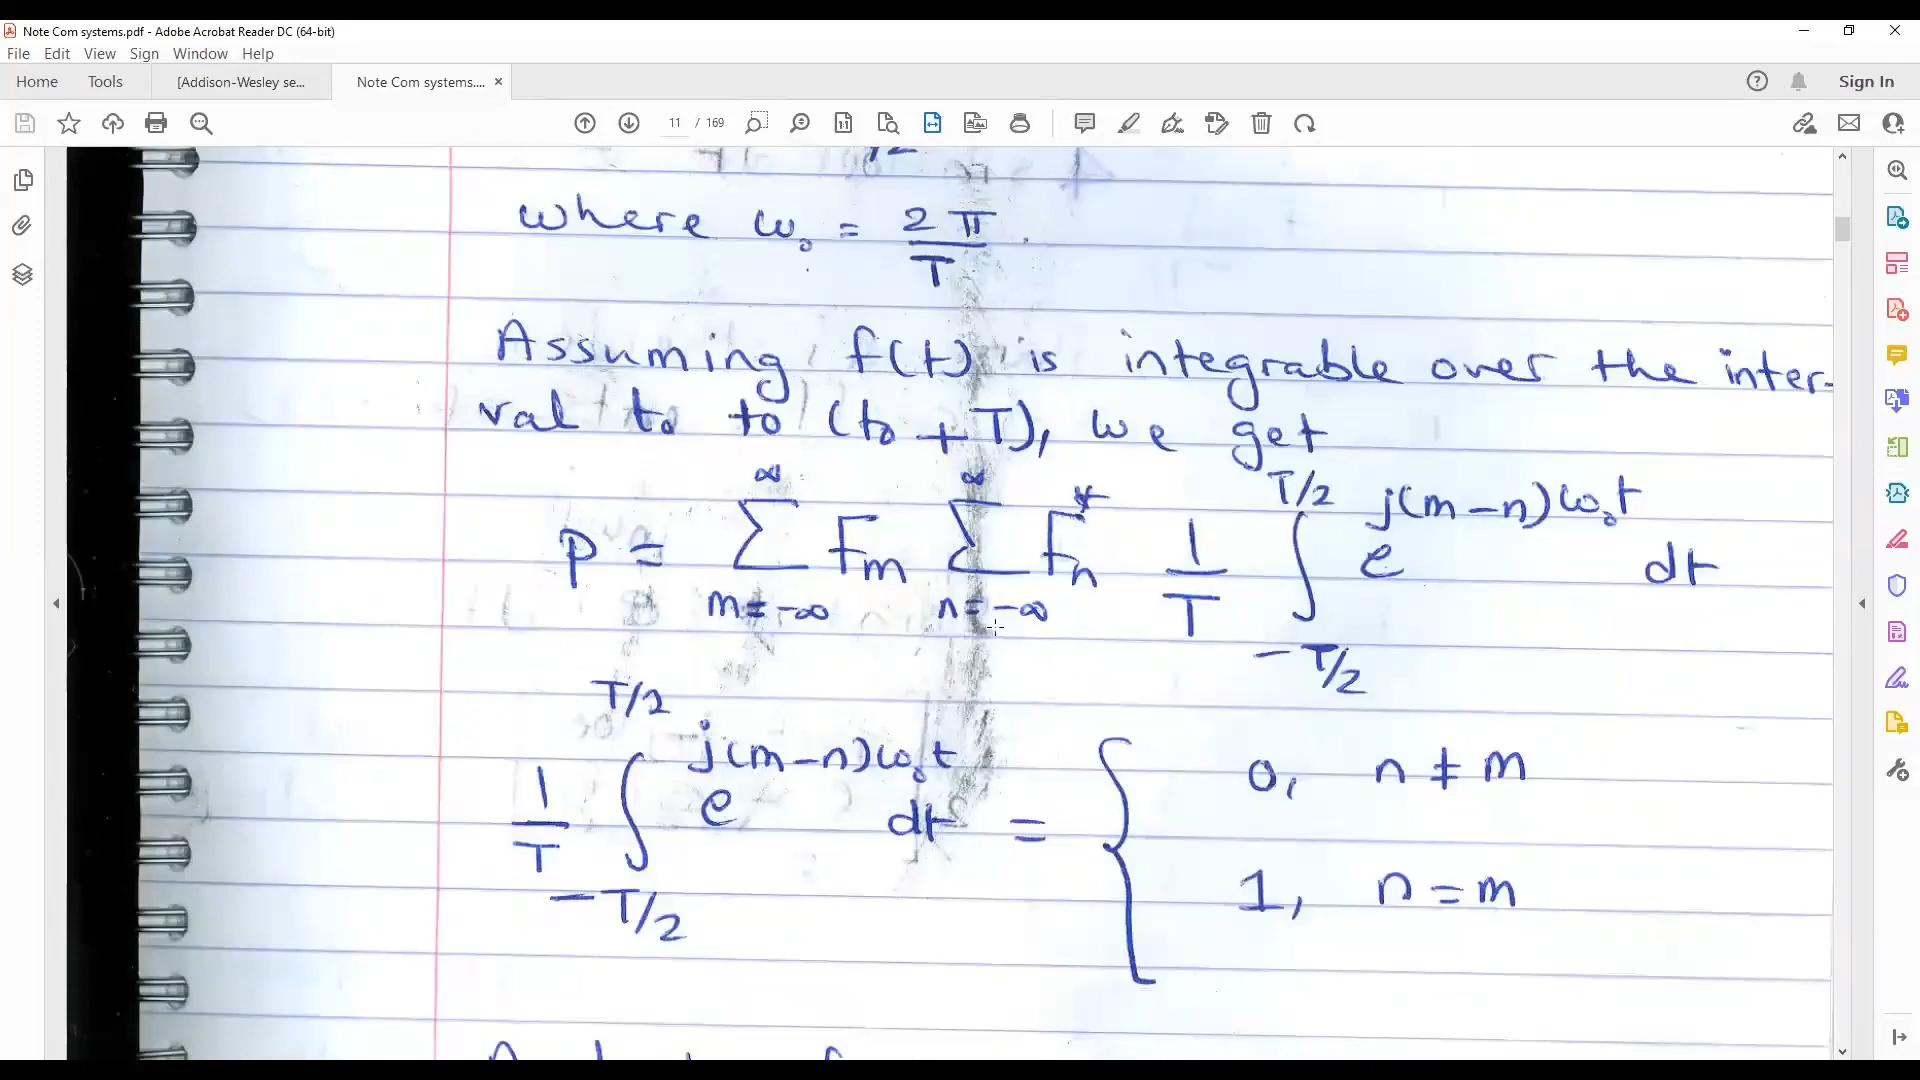 Note Com systems.pdf - Adobe Acrobat Reader DC (64-bit)
File Edit View Sign Window Help
Home Tools [Addison-Wesley se... Note Com systems.... × Sign In
11 / 169
where ω₀ = 2π/T .
Assuming f(t) is integrable over the inter-
val t₀ to (t₀ + T), we get
P = ∑_{m=-∞}^{∞} F_m ∑_{n=-∞}^{∞} F_n^* 1/T ∫_{-T/2}^{T/2} e^{j(m-n)ω₀t} dt
1/T ∫_{-T/2}^{T/2} e^{j(m-n)ω₀t} dt = { 0, n ≠ m
1, n = m